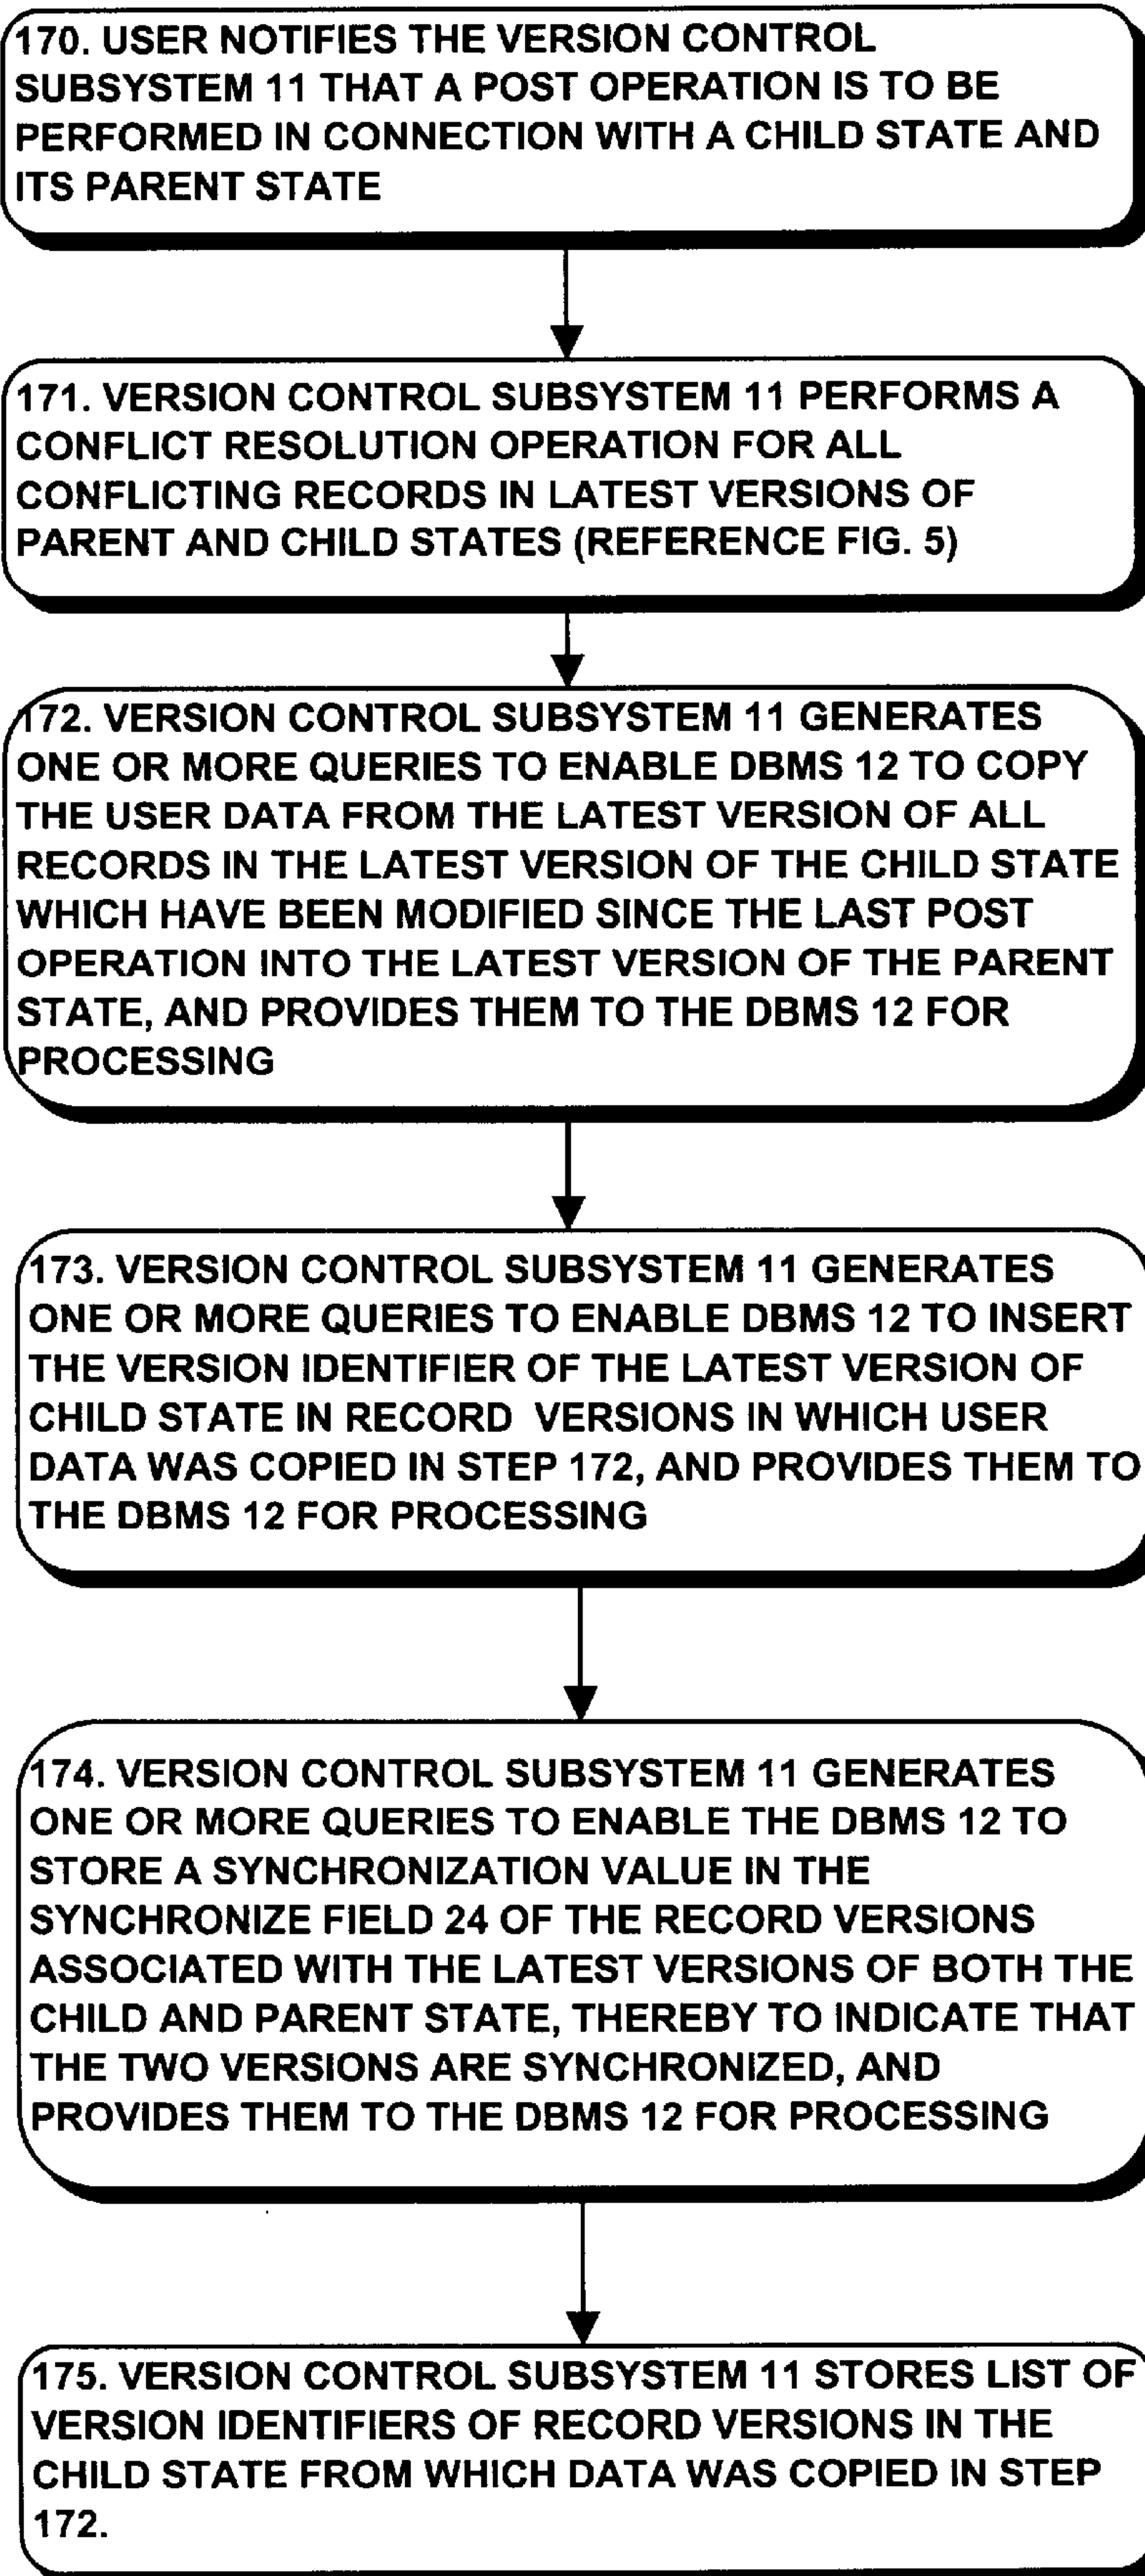 170. USER NOTIFIES THE VERSION CONTROL
SUBSYSTEM 11 THAT A POST OPERATION IS TO BE
PERFORMED IN CONNECTION WITH A CHILD STATE AND
ITS PARENT STATE
171. VERSION CONTROL SUBSYSTEM 11 PERFORMS A
CONFLICT RESOLUTION OPERATION FOR ALL
CONFLICTING RECORDS IN LATEST VERSIONS OF
PARENT AND CHILD STATES (REFERENCE FIG. 5)
172. VERSION CONTROL SUBSYSTEM 11 GENERATES
ONE OR MORE QUERIES TO ENABLE DBMS 12 TO COPY
THE USER DATA FROM THE LATEST VERSION OF ALL
RECORDS IN THE LATEST VERSION OF THE CHILD STATE
WHICH HAVE BEEN MODIFIED SINCE THE LAST POST
OPERATION INTO THE LATEST VERSION OF THE PARENT
STATE, AND PROVIDES THEM TO THE DBMS 12 FOR
PROCESSING
173. VERSION CONTROL SUBSYSTEM 11 GENERATES
ONE OR MORE QUERIES TO ENABLE DBMS 12 TO INSERT
THE VERSION IDENTIFIER OF THE LATEST VERSION OF
CHILD STATE IN RECORD VERSIONS IN WHICH USER
DATA WAS COPIED IN STEP 172, AND PROVIDES THEM TO
THE DBMS 12 FOR PROCESSING
174. VERSION CONTROL SUBSYSTEM 11 GENERATES
ONE OR MORE QUERIES TO ENABLE THE DBMS 12 TO
STORE A SYNCHRONIZATION VALUE IN THE
SYNCHRONIZE FIELD 24 OF THE RECORD VERSIONS
ASSOCIATED WITH THE LATEST VERSIONS OF BOTH THE
CHILD AND PARENT STATE, THEREBY TO INDICATE THAT
THE TWO VERSIONS ARE SYNCHRONIZED, AND
PROVIDES THEM TO THE DBMS 12 FOR PROCESSING
175. VERSION CONTROL SUBSYSTEM 11 STORES LIST OF
VERSION IDENTIFIERS OF RECORD VERSIONS IN THE
CHILD STATE FROM WHICH DATA WAS COPIED IN STEP
172.